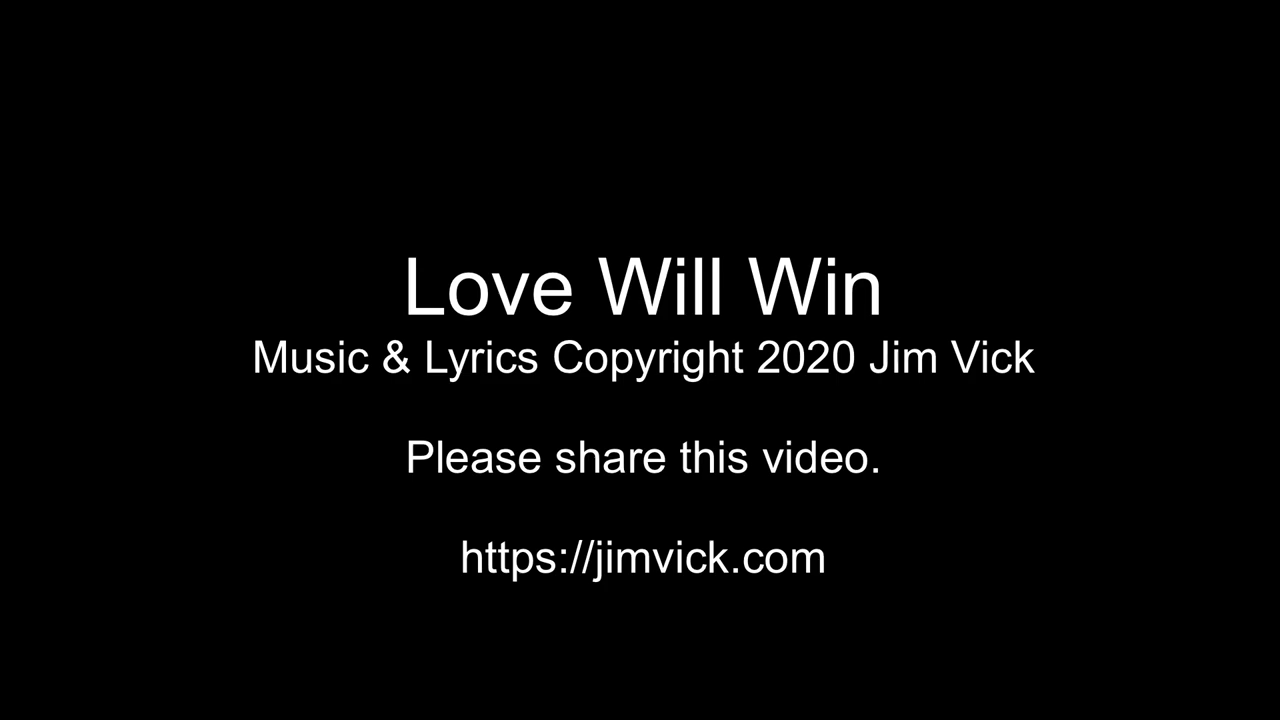 Love Will Win
Music & Lyrics Copyright 2020 Jim Vick
Please share this video.
https://jimvick.com